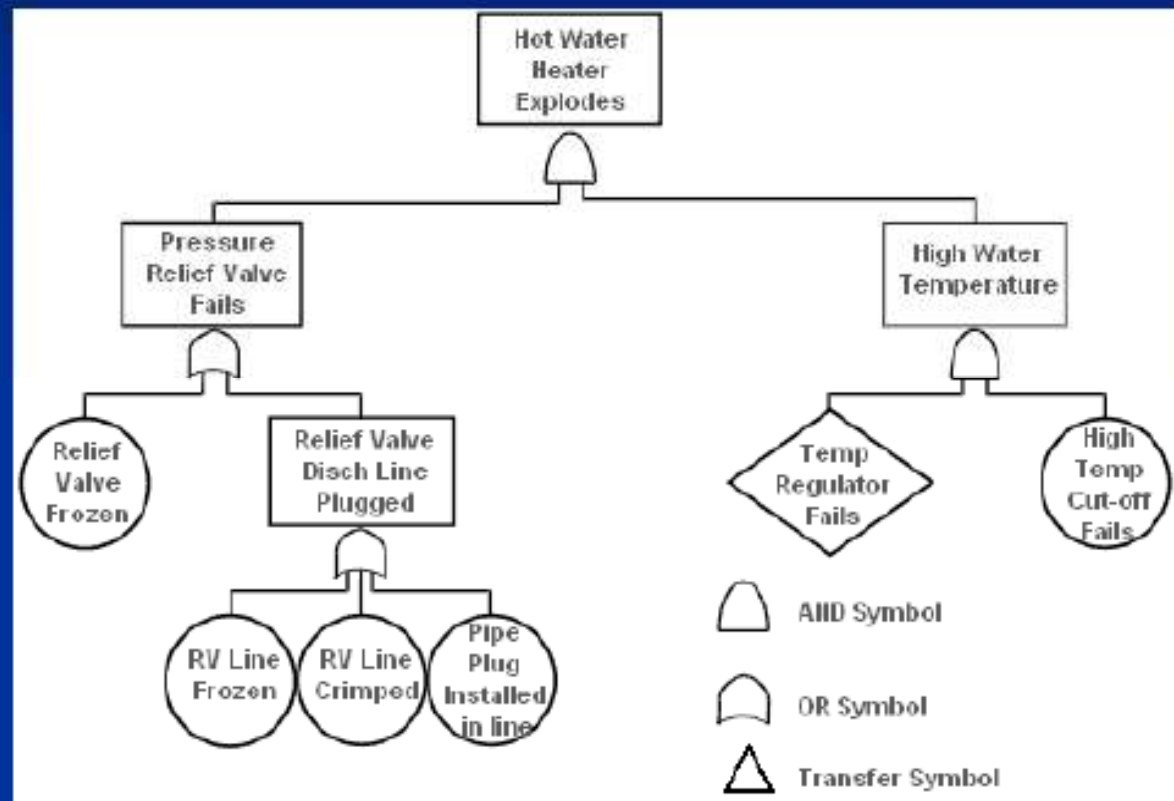 Hot Water
Heater
Explodes
Pressure
Relief Valve
Fails
High Water
Temperature
Relief
Valve
Frozen
Relief Valve
Disch Line
Plugged
Temp
Regulator
Fails
High
Temp
Cut-off
Fails
RV Line
Frozen
RV Line
Crimped
Pipe
Plug
Installed
in line
AND Symbol
OR Symbol
Transfer Symbol